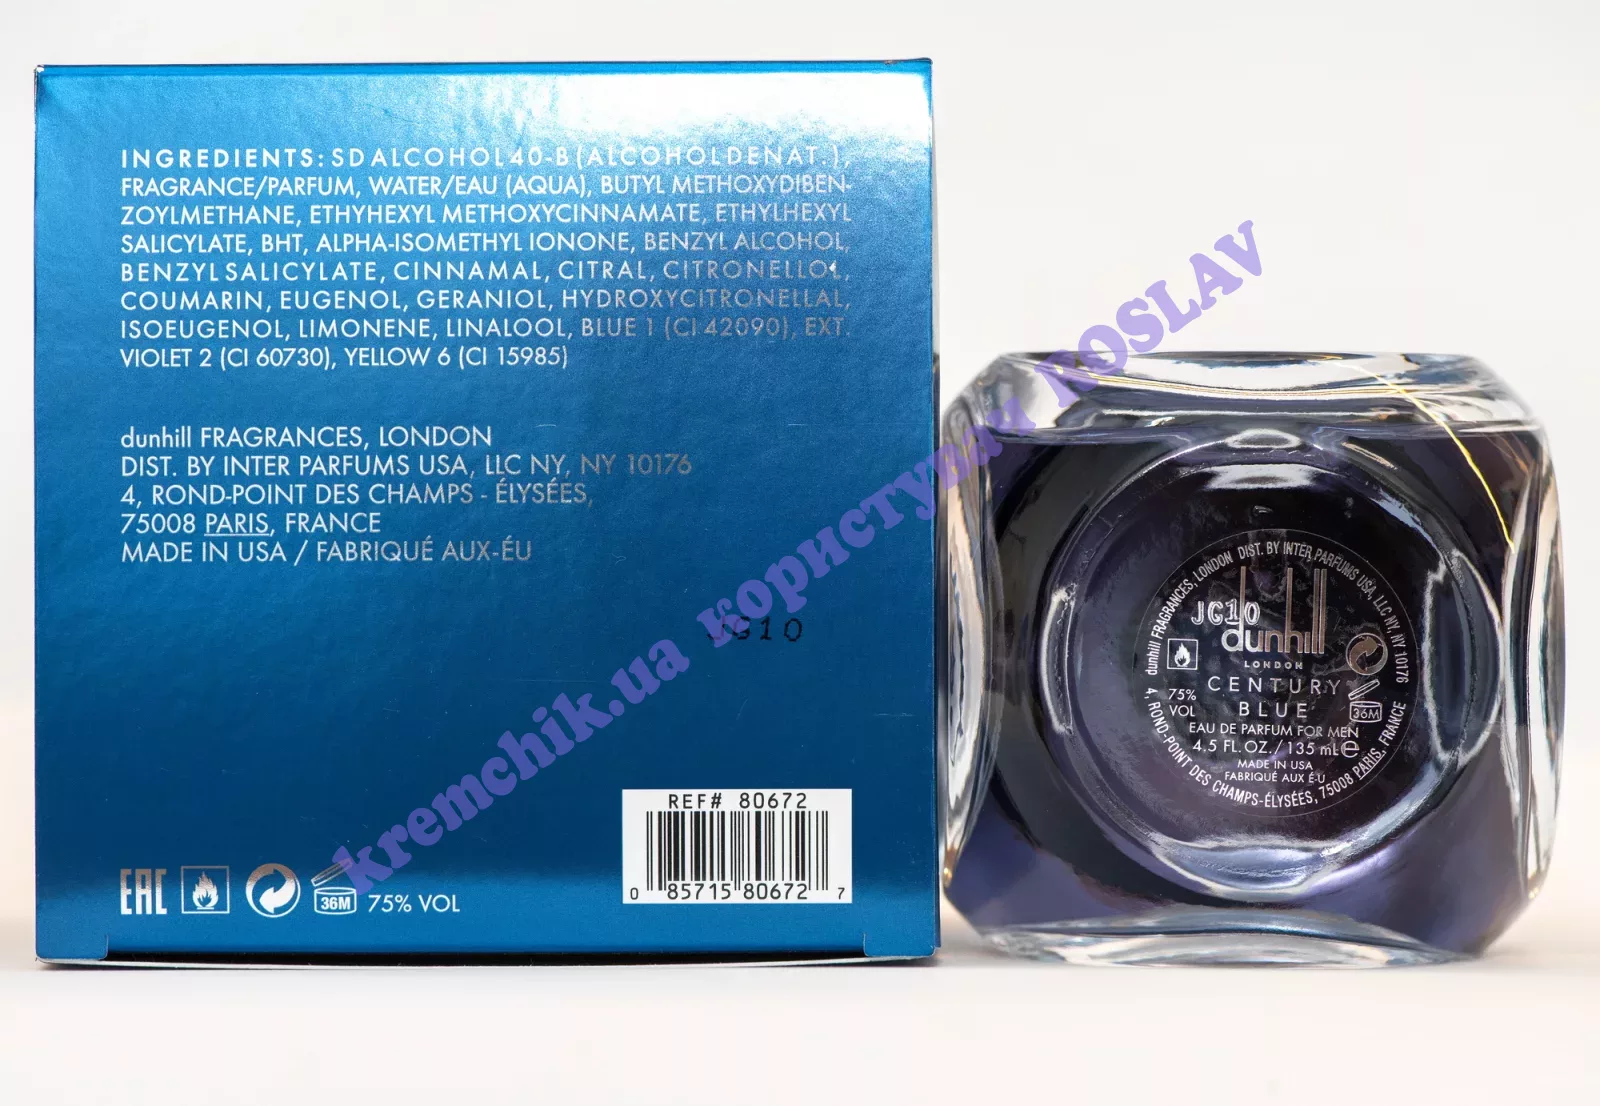 INGREDIENTS: SD ALCOHOL 40-B (ALCOHOL DENAT.),
FRAGRANCE/PARFUM, WATER/EAU (AQUA), BUTYL METHOXYDIBEN-
ZOYLMETHANE, ETHYHEXYL METHOXYCINNAMATE, ETHYLHEXYL
SALICYLATE, BHT, ALPHA-ISOMETHYL IONONE, BENZYL ALCOHOL,
BENZYL SALICYLATE, CINNAMAL, CITRAL, CITRONELLOL,
COUMARIN, EUGENOL, GERANIOL, HYDROXYCITRONELLAL,
ISOEUGENOL, LIMONENE, LINALOOL, BLUE 1 (CI 42090), EXT.
VIOLET 2 (CI 60730), YELLOW 6 (CI 15985)
dunhill FRAGRANCES, LONDON
DIST. BY INTER PARFUMS USA, LLC NY, NY 10176
4, ROND-POINT DES CHAMPS - ÉLYSÉES,
75008 PARIS, FRANCE
MADE IN USA / FABRIQUÉ AUX-ÉU
JG10
REF# 80672
0 85715 80672 7
EAC
36M
75% VOL
kremchik.ua користувач ROSLAV
dunhill FRAGRANCES, LONDON DIST. BY INTER PARFUMS USA, LLC NY, NY 10176
4, ROND-POINT DES CHAMPS-ÉLYSÉES, 75008 PARIS, FRANCE
JG10
dunhill
LONDON
CENTURY
BLUE
75%
VOL
36M
EAU DE PARFUM FOR MEN
4.5 FL.OZ./135 mL e
MADE IN USA
FABRIQUÉ AUX É-U